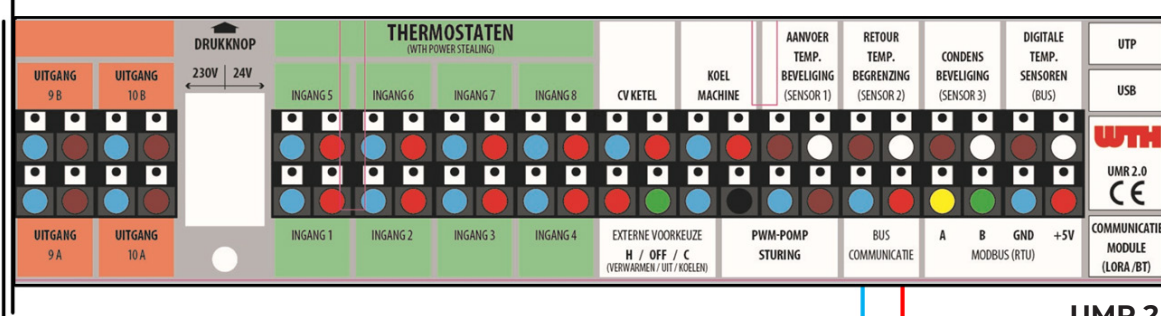 DRUKKNOP
230V | 24V
THERMOSTATEN
(WTH POWER STEALING)
UITGANG
9 B
UITGANG
10 B
INGANG 5
INGANG 6
INGANG 7
INGANG 8
CV KETEL
KOEL
MACHINE
AANVOER
TEMP.
BEVELIGING
(SENSOR 1)
RETOUR
TEMP.
BEGRENZING
(SENSOR 2)
CONDENS
BEVELIGING
(SENSOR 3)
DIGITALE
TEMP.
SENSOREN
(BUS)
UTP
USB
WTH
UMR 2.0
CE
UITGANG
9 A
UITGANG
10 A
INGANG 1
INGANG 2
INGANG 3
INGANG 4
EXTERNE VOORKEUZE
H / OFF / C
(VERWARMEN / UIT / KOELEN)
PWM-POMP
STURING
BUS
COMMUNICATIE
A B GND +5V
MODBUS (RTU)
COMMUNICATIE
MODULE
(LORA /BT)